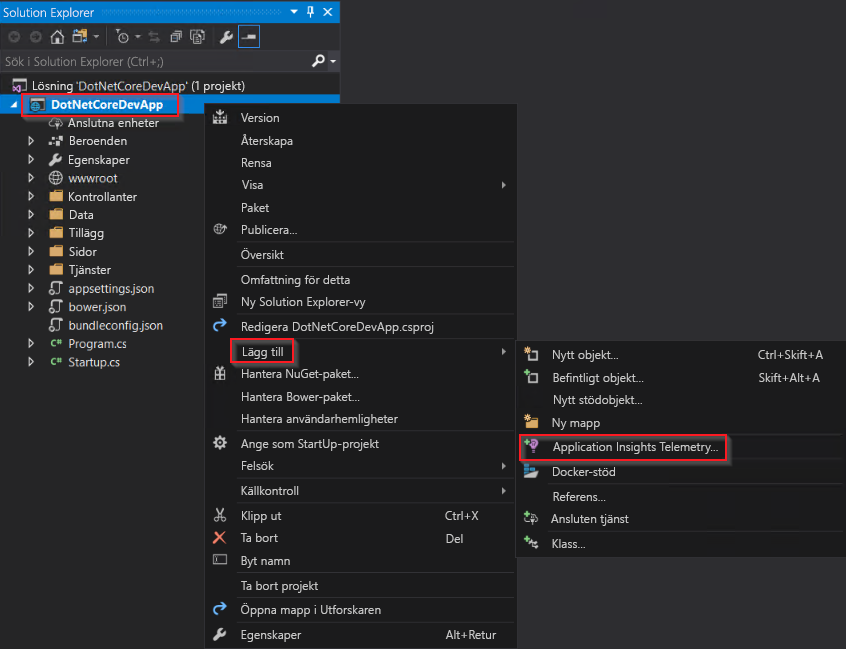 Solution Explorer
Sök i Solution Explorer (Ctrl+;)
Lösning 'DotNetCoreDevApp' (1 projekt)
DotNetCoreDevApp
Anslutna enheter
Beroenden
Egenskaper
wwwroot
Kontrollanter
Data
Tillägg
Sidor
Tjänster
appsettings.json
bower.json
bundleconfig.json
C# Program.cs
C# Startup.cs
Version
Återskapa
Rensa
Visa
Paket
Publicera...
Översikt
Omfattning för detta
Ny Solution Explorer-vy
Redigera DotNetCoreDevApp.csproj
Lägg till
Hantera NuGet-paket...
Hantera Bower-paket...
Hantera användarhemligheter
Ange som StartUp-projekt
Felsök
Källkontroll
Klipp ut Ctrl+X
Ta bort Del
Byt namn
Ta bort projekt
Öppna mapp i Utforskaren
Egenskaper Alt+Retur
Nytt objekt... Ctrl+Skift+A
Befintligt objekt... Skift+Alt+A
Nytt stödobjekt...
Ny mapp
Application Insights Telemetry...
Docker-stöd
Referens...
Ansluten tjänst
Klass...